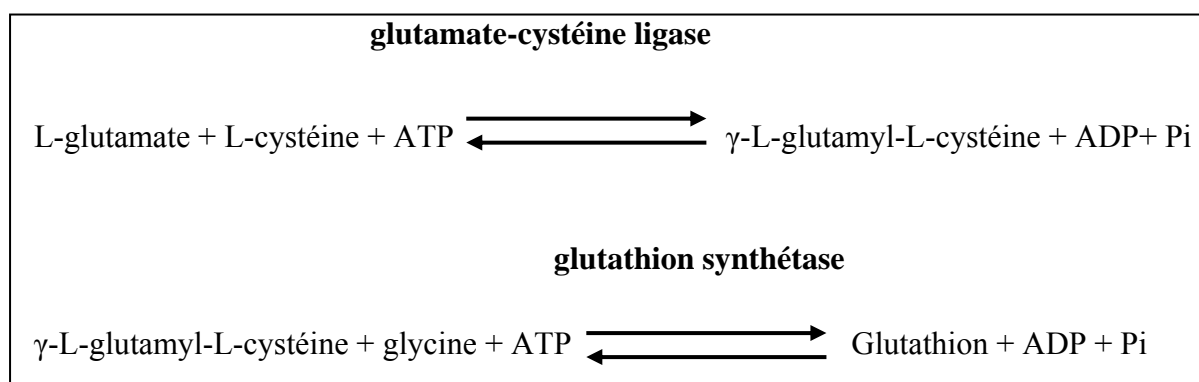 glutamate-cystéine ligase
L-glutamate + L-cystéine + ATP γ-L-glutamyl-L-cystéine + ADP+ Pi
glutathion synthétase
γ-L-glutamyl-L-cystéine + glycine + ATP Glutathion + ADP + Pi